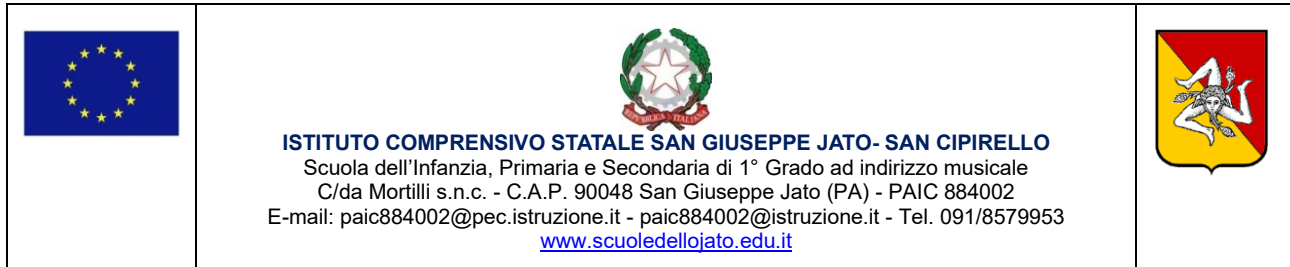 REPVBBLICA ITALIANA
ISTITUTO COMPRENSIVO STATALE SAN GIUSEPPE JATO- SAN CIPIRELLO
Scuola dell'Infanzia, Primaria e Secondaria di 1° Grado ad indirizzo musicale
C/da Mortilli s.n.c. - C.A.P. 90048 San Giuseppe Jato (PA) - PAIC 884002
E-mail: paic884002@pec.istruzione.it - paic884002@istruzione.it - Tel. 091/8579953
www.scuoledellojato.edu.it